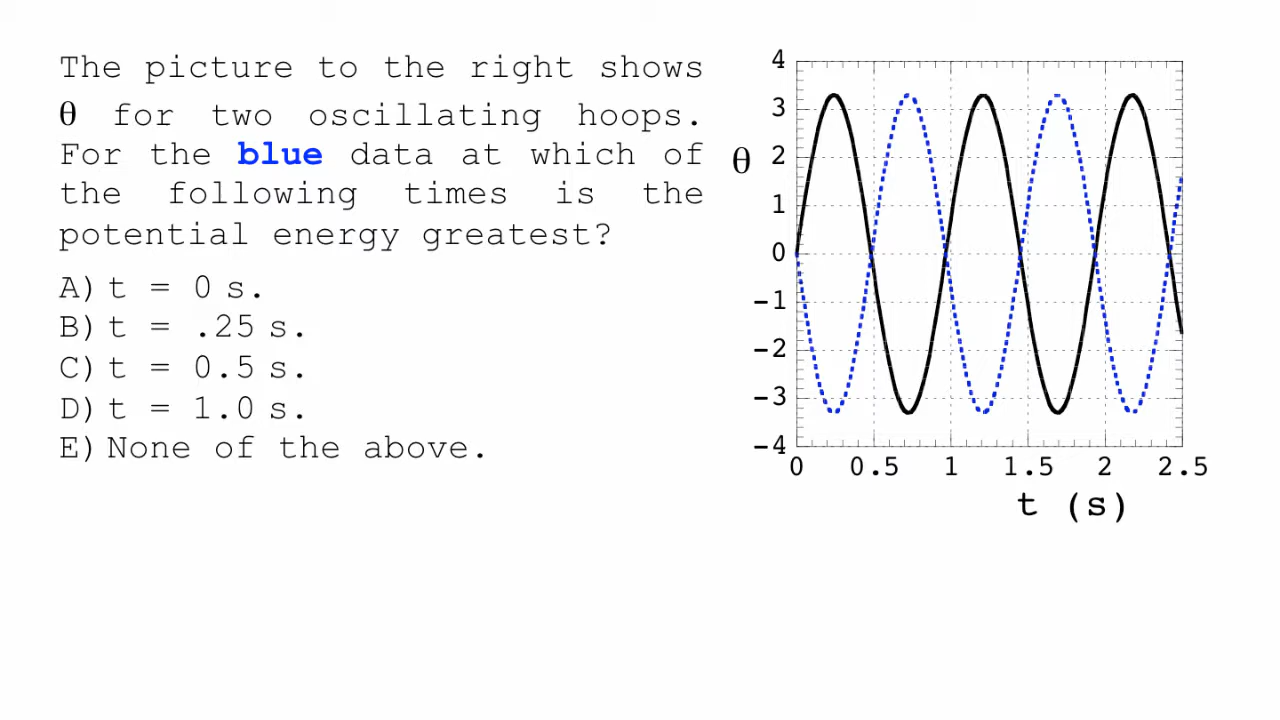 The picture to the right shows
θ for two oscillating hoops.
For the blue data at which of
the following times is the
potential energy greatest?
A) t = 0 s.
B) t = .25 s.
C) t = 0.5 s.
D) t = 1.0 s.
E) None of the above.
4
3
2
1
0
-1
-2
-3
-4
θ
0 0.5 1 1.5 2 2.5
t (s)